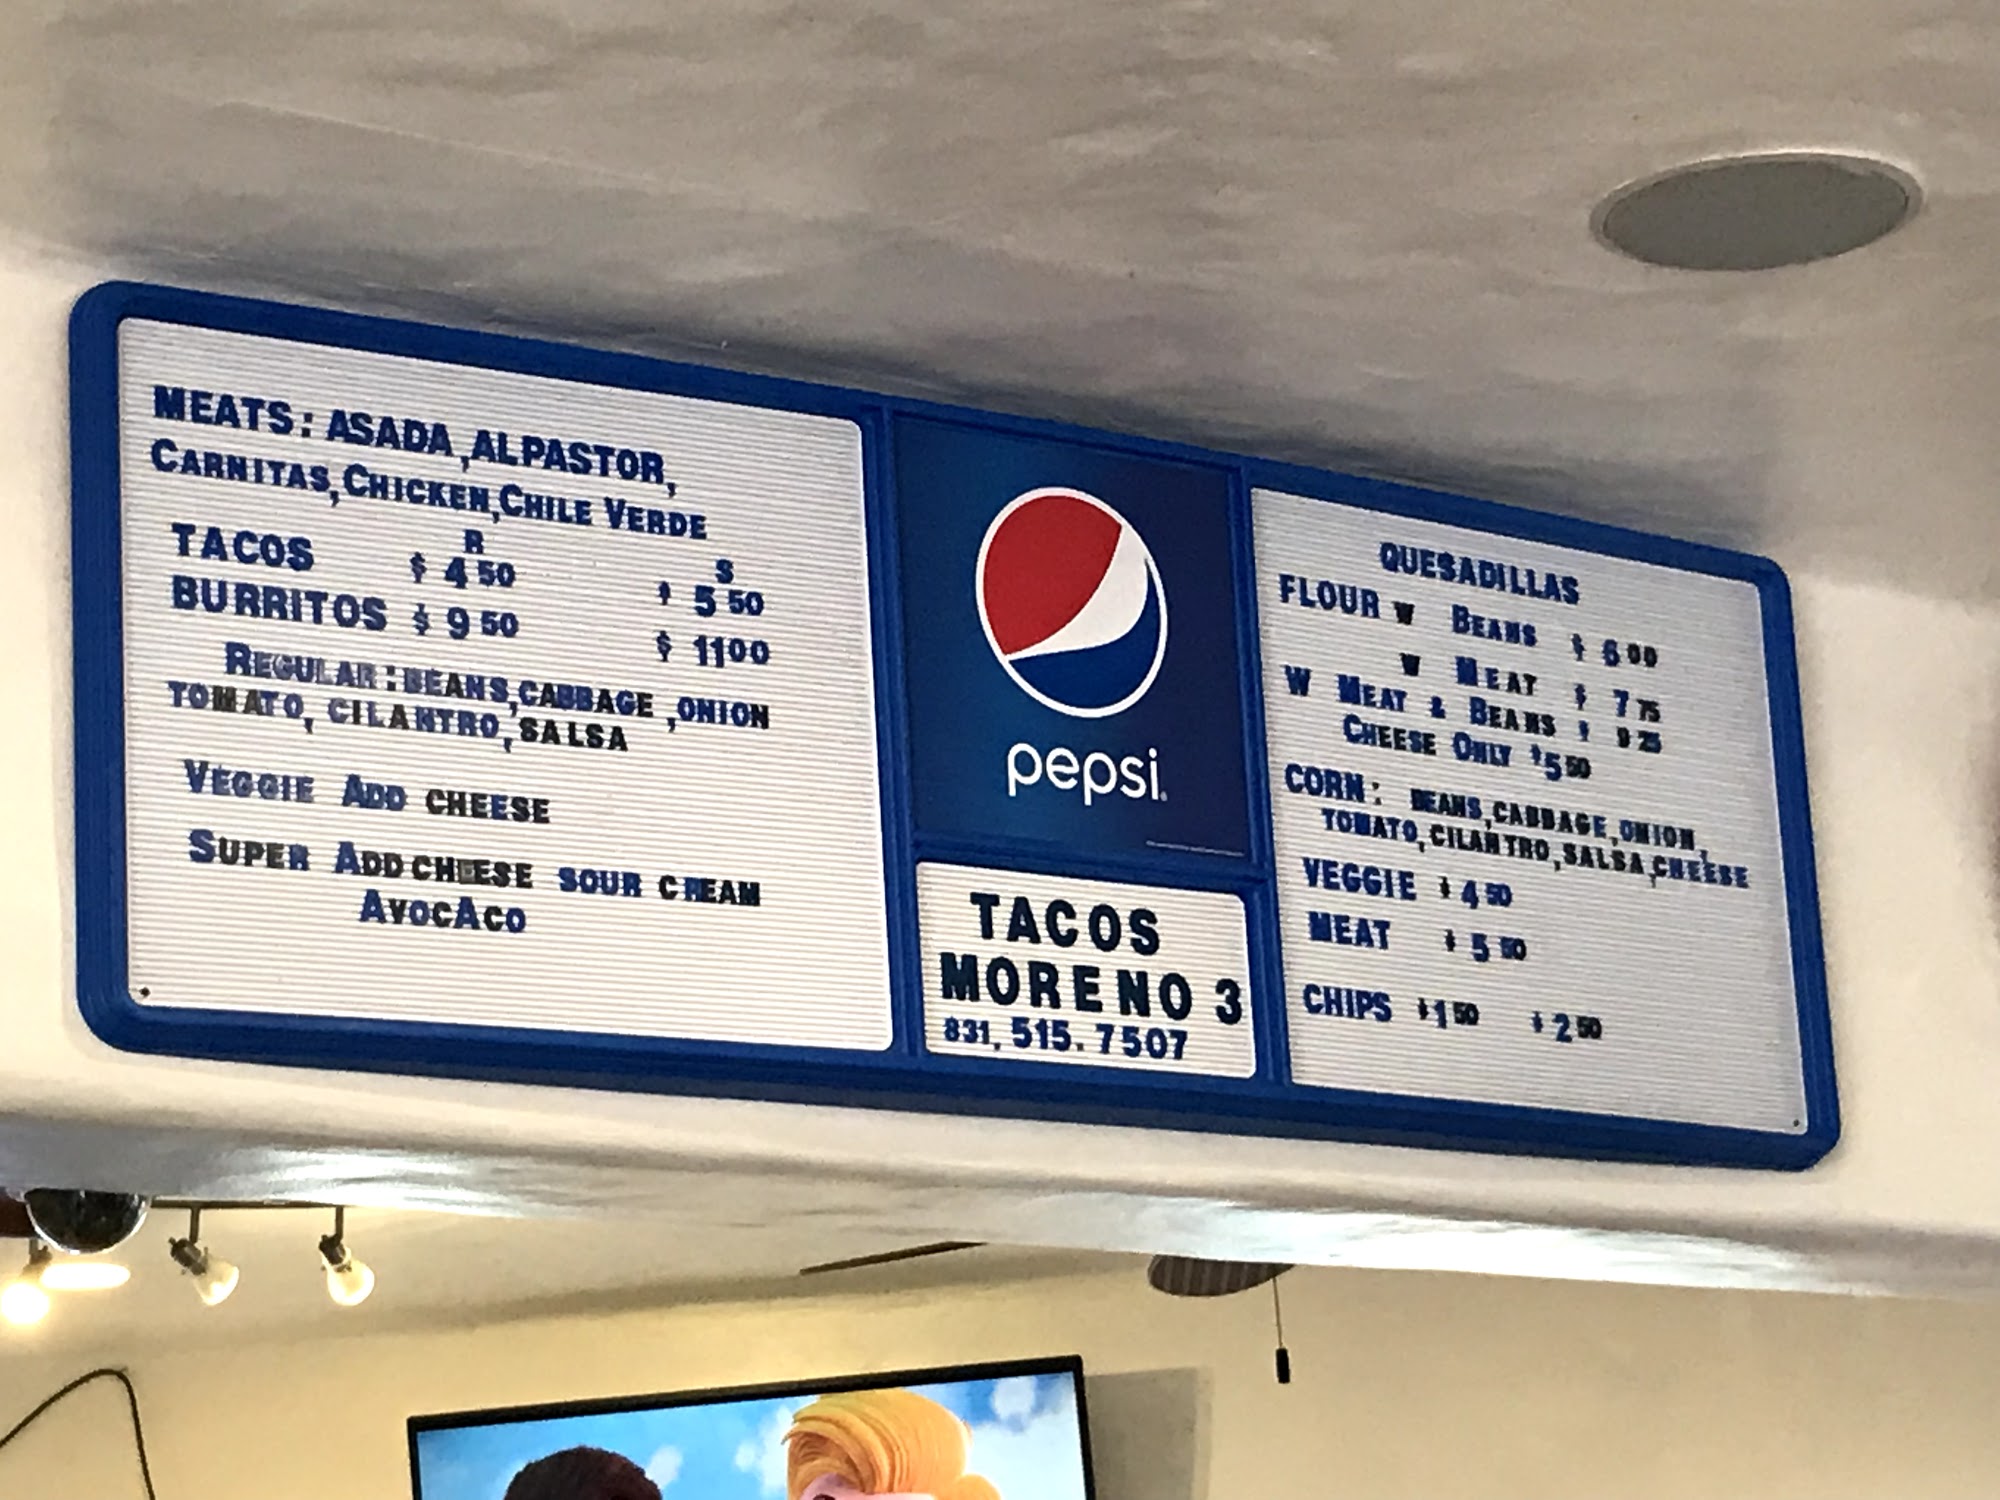 MEATS: ASADA, ALPASTOR,
CARNITAS, CHICKEN, CHILE VERDE
R S
TACOS $ 4 50 $ 5 50
BURRITOS $ 9 50 $ 11 00
REGULAR: BEANS, CABBAGE, ONION
TOMATO, CILANTRO, SALSA
VEGGIE ADD CHEESE
SUPER ADD CHEESE SOUR CREAM
AVOCACO
pepsi
TACOS
MORENO 3
831. 515. 7507
QUESADILLAS
FLOUR W BEANS $ 6 00
W MEAT $ 7 75
W MEAT & BEANS $ 9 25
CHEESE ONLY $5 50
CORN: BEANS, CABBAGE, ONION,
TOMATO, CILANTRO, SALSA, CHEESE
VEGGIE $ 4 50
MEAT $ 5 50
CHIPS $1 50 $2 50